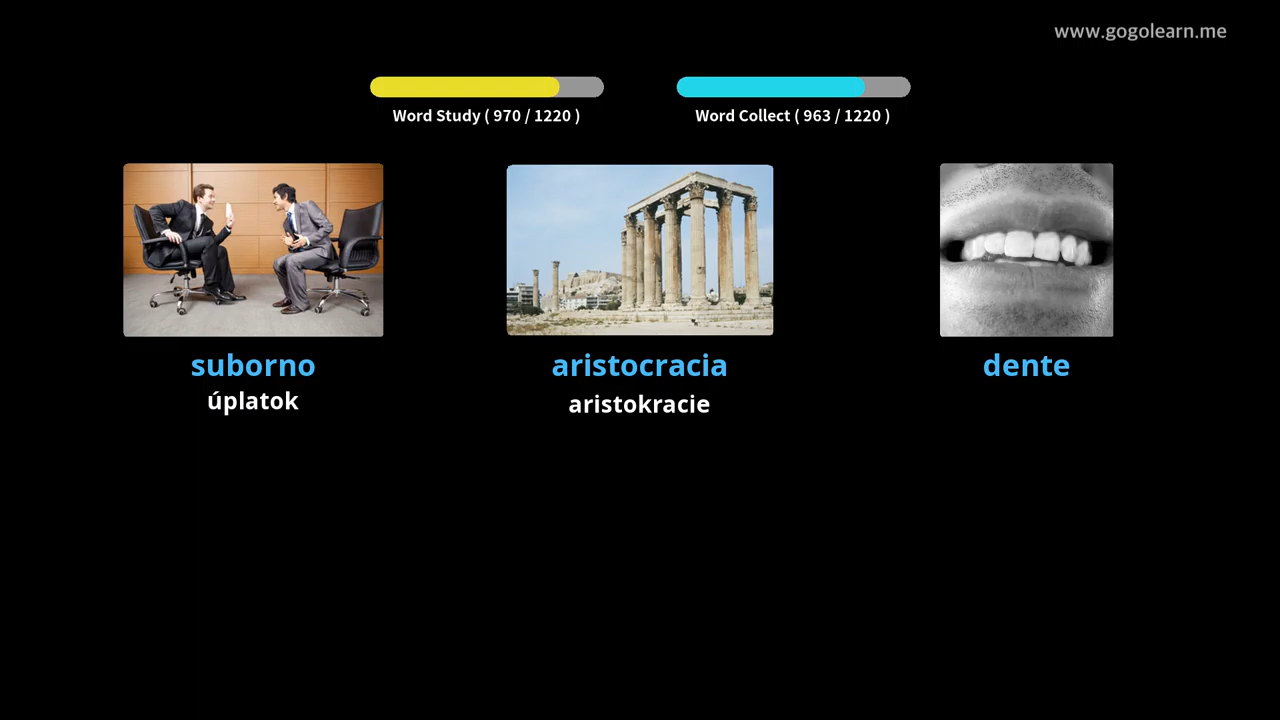 www.gogolearn.me
Word Study ( 970 / 1220 )
Word Collect ( 963 / 1220 )
suborno
úplatok
aristocracia
aristokracie
dente